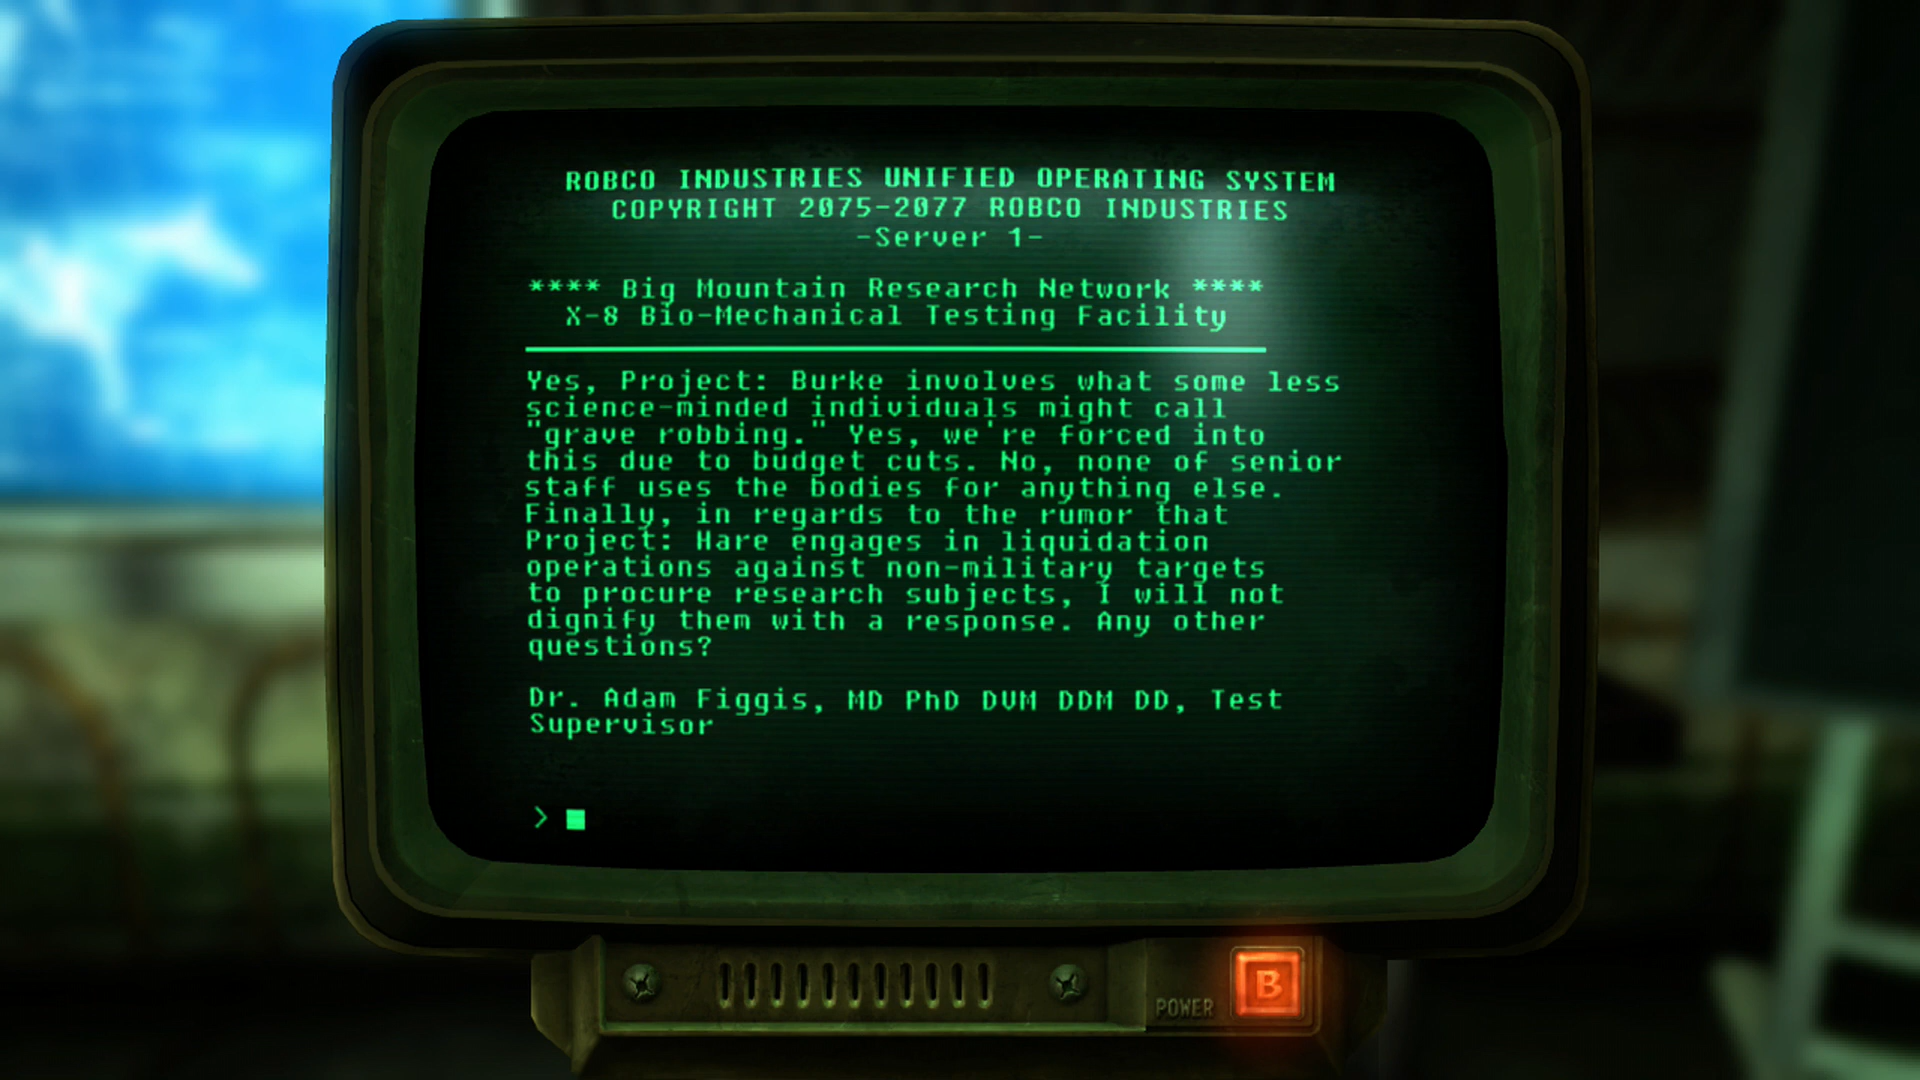 ROBCO INDUSTRIES UNIFIED OPERATING SYSTEM
COPYRIGHT 2075-2077 ROBCO INDUSTRIES
-Server 1-
**** Big Mountain Research Network ****
X-8 Bio-Mechanical Testing Facility
Yes, Project: Burke involves what some less
science-minded individuals might call
"grave robbing." Yes, we're forced into
this due to budget cuts. No, none of senior
staff uses the bodies for anything else.
Finally, in regards to the rumor that
Project: Hare engages in liquidation
operations against non-military targets
to procure research subjects, I will not
dignify them with a response. Any other
questions?
Dr. Adam Figgis, MD PhD DVM DDM DD, Test
Supervisor
>
POWER B